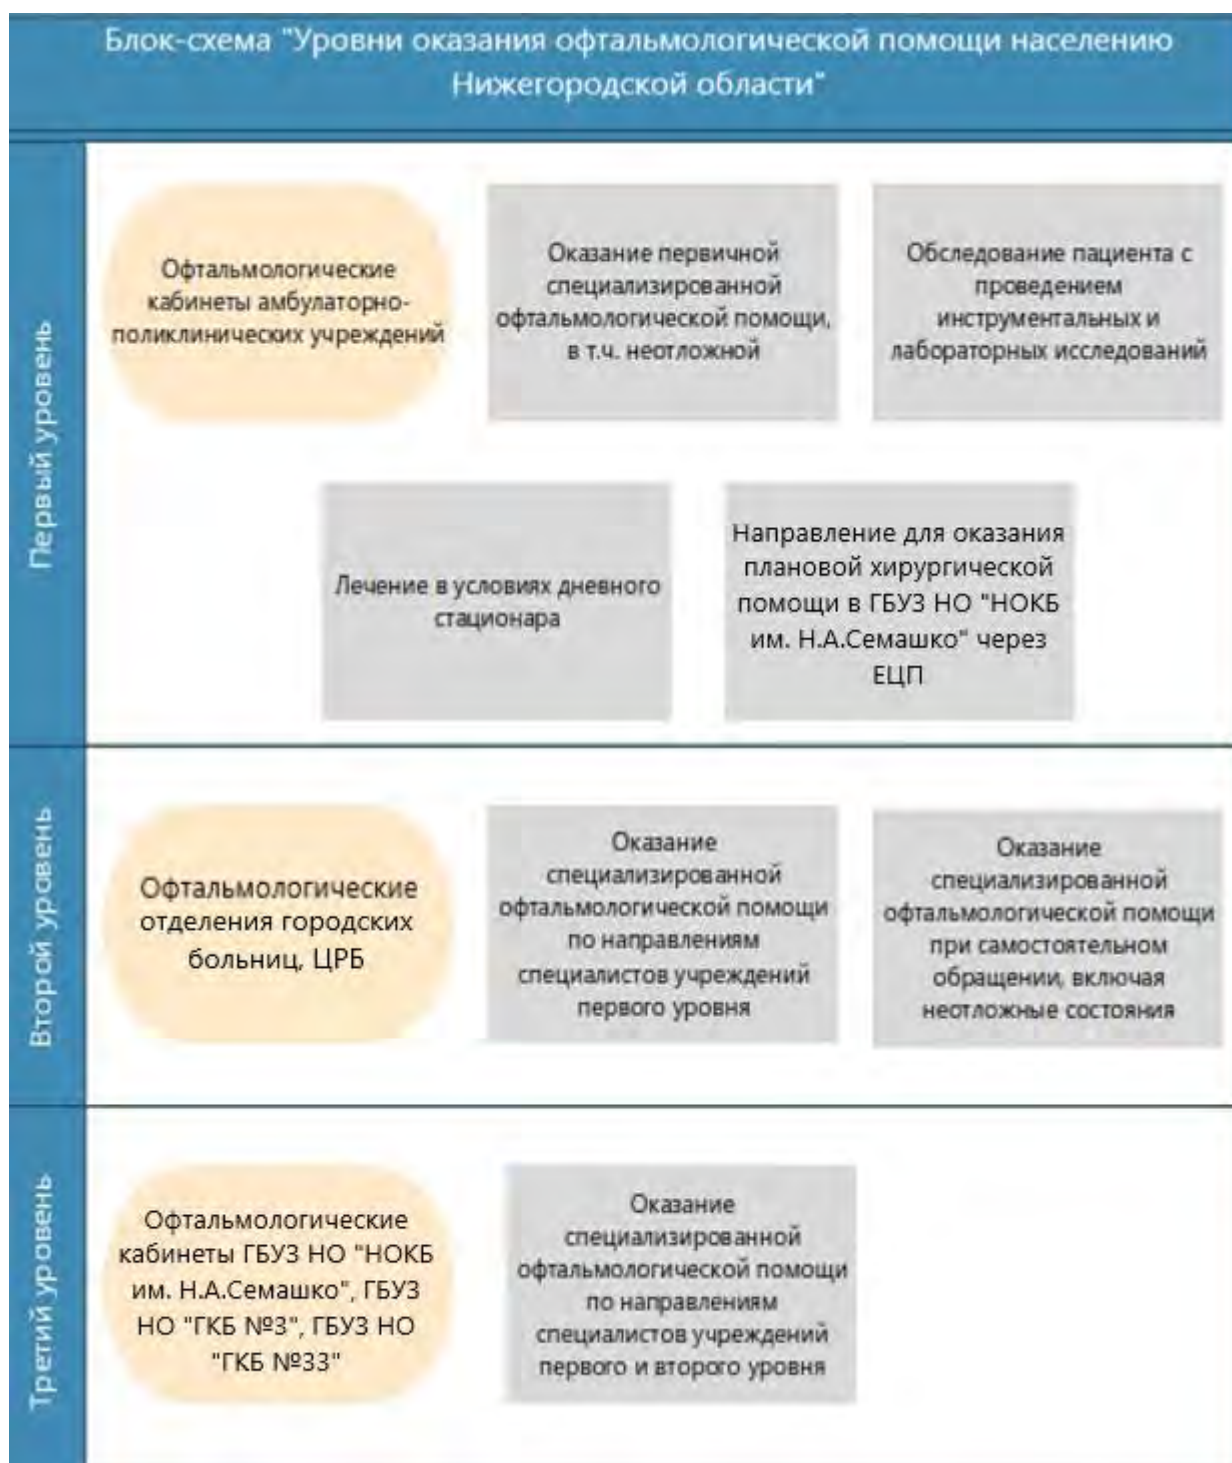 Блок-схема "Уровни оказания офтальмологической помощи населению
Нижегородской области"
Первый уровень
Офтальмологические
кабинеты амбулаторно-
поликлинических учреждений
Оказание первичной
специализированной
офтальмологической помощи,
в т.ч. неотложной
Обследование пациента с
проведением
инструментальных и
лабораторных исследований
Лечение в условиях дневного
стационара
Направление для оказания
плановой хирургической
помощи в ГБУЗ НО "НОКБ
им. Н.А.Семашко" через
ЕЦП
Второй уровень
Офтальмологические
отделения городских
больниц, ЦРБ
Оказание
специализированной
офтальмологической помощи
по направлениям
специалистов учреждений
первого уровня
Оказание
специализированной
офтальмологической помощи
при самостоятельном
обращении, включая
неотложные состояния
Третий уровень
Офтальмологические
кабинеты ГБУЗ НО "НОКБ
им. Н.А.Семашко", ГБУЗ
НО "ГКБ №3", ГБУЗ НО
"ГКБ №33"
Оказание
специализированной
офтальмологической помощи
по направлениям
специалистов учреждений
первого и второго уровня